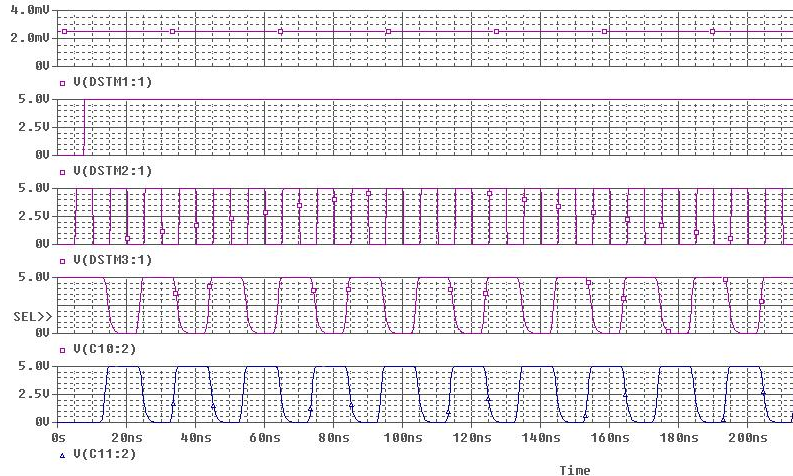 4.0mV
2.0mV
0V
V(DSTM1:1)
5.0V
2.5V
0V
V(DSTM2:1)
5.0V
2.5V
0V
V(DSTM3:1)
5.0V
SEL>>
0V
V(C10:2)
5.0V
2.5V
0V
0s 20ns 40ns 60ns 80ns 100ns 120ns 140ns 160ns 180ns 200ns
V(C11:2)
Time